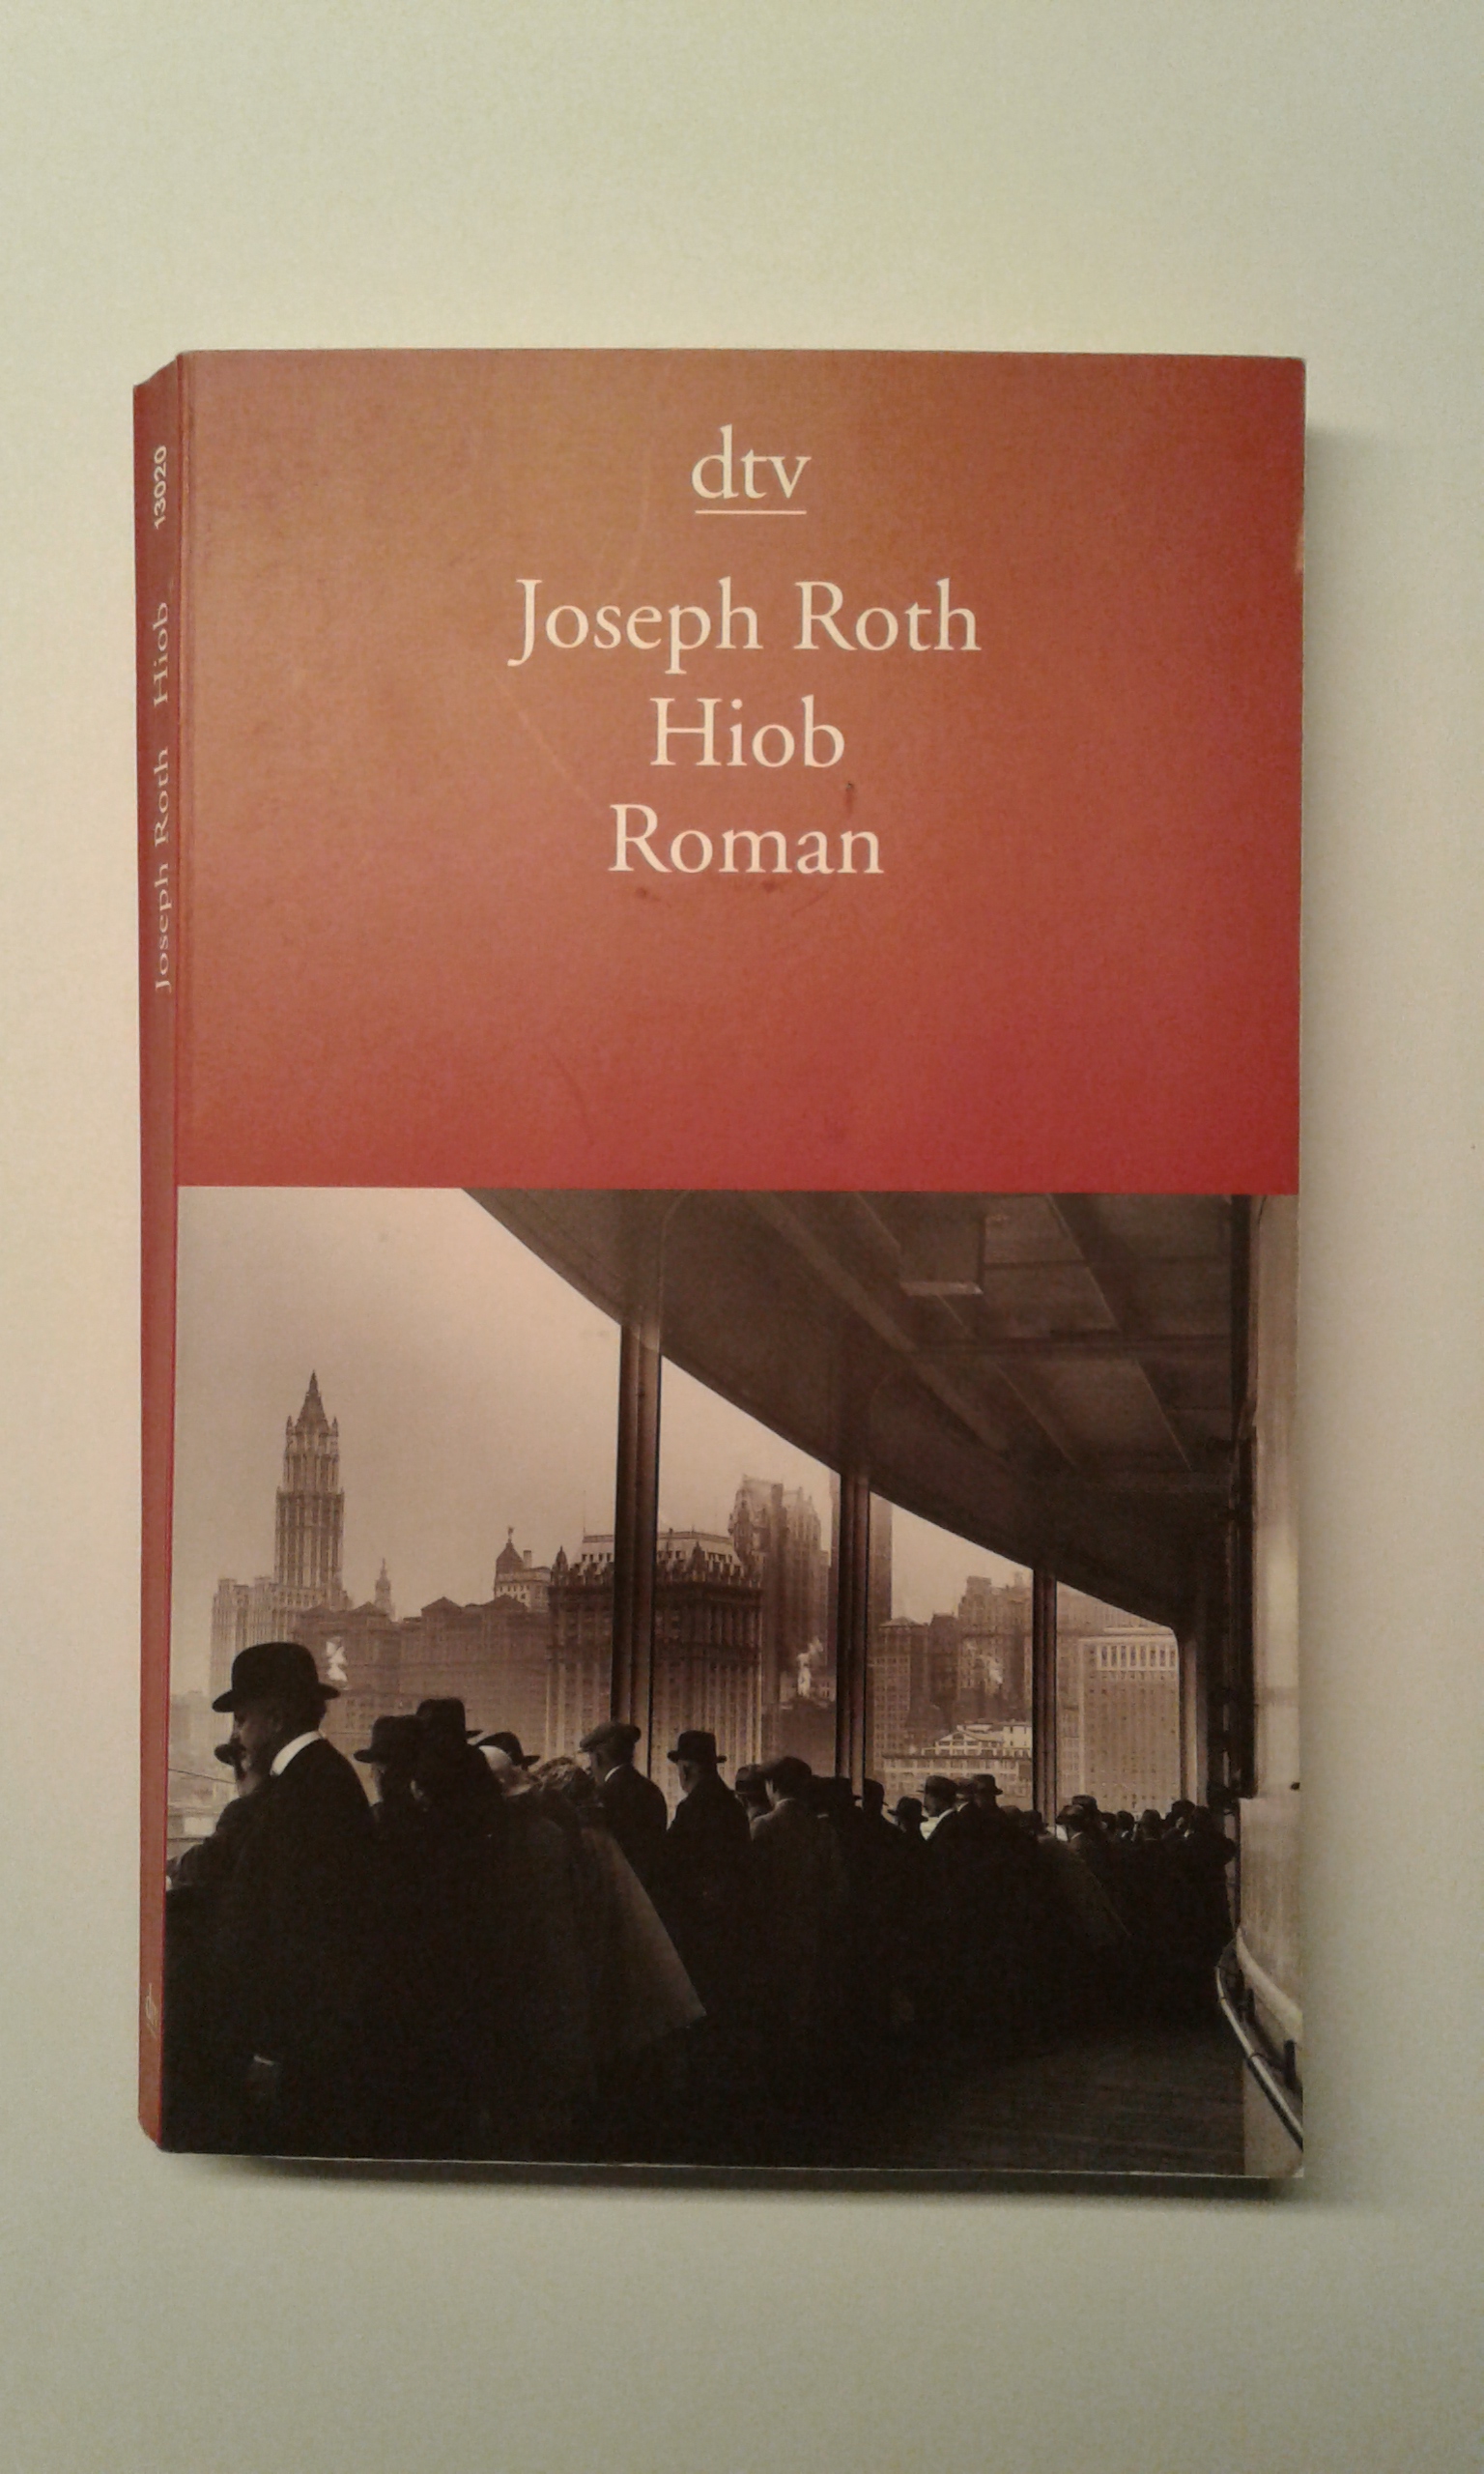 dtv
Joseph Roth
Hiob
Roman
Joseph Roth Hiob 13020